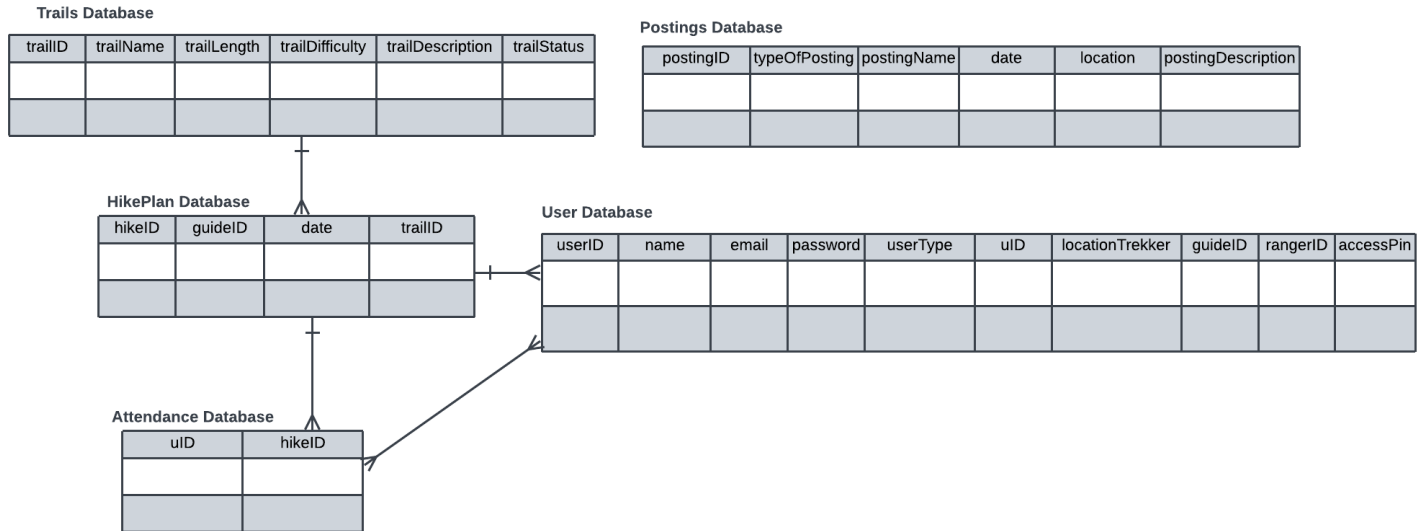 Trails Database
trailID trailName trailLength trailDifficulty trailDescription trailStatus
Postings Database
postingID typeOfPosting postingName date location postingDescription
HikePlan Database
hikeID guideID date trailID
User Database
userID name email password userType uID locationTrekker guideID rangerID accessPin
Attendance Database
uID hikeID